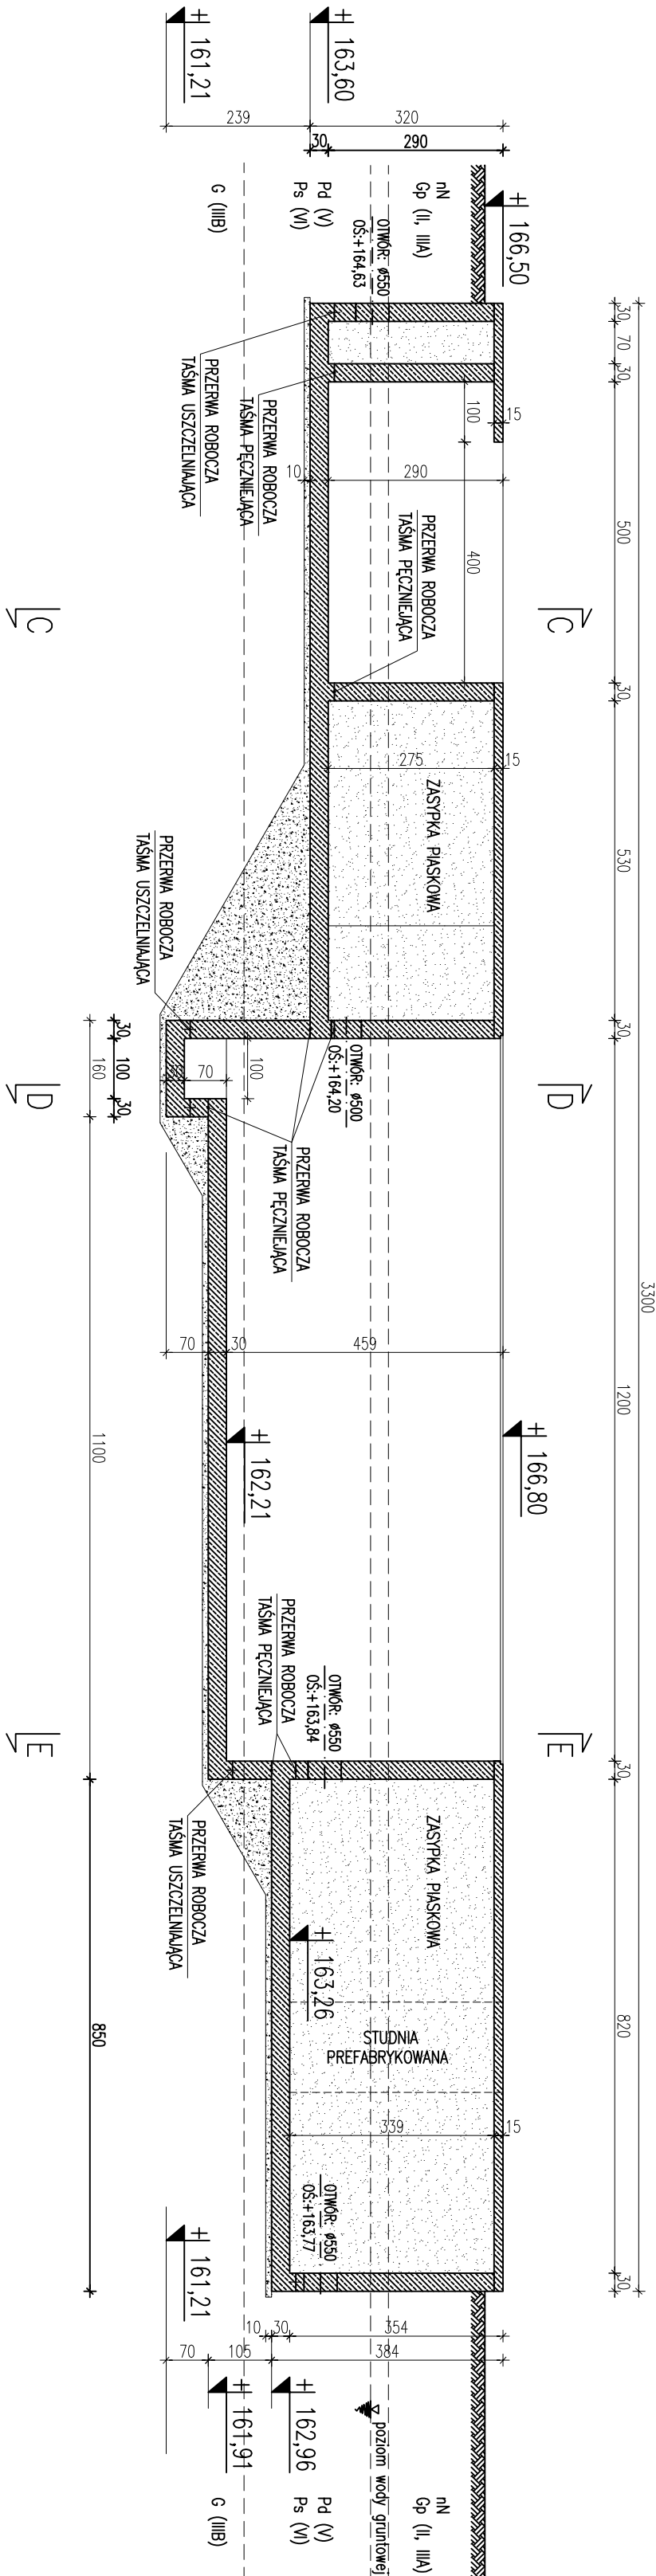 3300
30
70
30
500
30
530
30
1200
30
820
30
C
D
E
+ 166,50
+ 166,80
320
290
30
239
+ 163,60
+ 161,21
nN
Gp (II, IIIA)
Pd (V)
Ps (VI)
G (IIIB)
OTWÓR: ø550
OŚ:+164,63
100
15
290
400
10
PRZERWA ROBOCZA
TAŚMA PĘCZNIEJĄCA
PRZERWA ROBOCZA
TAŚMA PĘCZNIEJĄCA
PRZERWA ROBOCZA
TAŚMA USZCZELNIAJĄCA
15
275
ZASYPKA PIASKOWA
PRZERWA ROBOCZA
TAŚMA USZCZELNIAJĄCA
OTWÓR: ø500
OŚ:+164,20
100
70
30
PRZERWA ROBOCZA
TAŚMA PĘCZNIEJĄCA
459
30
70
+ 162,21
OTWÓR: ø550
OŚ:+163,84
PRZERWA ROBOCZA
TAŚMA PĘCZNIEJĄCA
PRZERWA ROBOCZA
TAŚMA USZCZELNIAJĄCA
ZASYPKA PIASKOWA
+ 163,26
STUDNIA
PREFABRYKOWANA
15
339
OTWÓR: ø550
OŚ:+163,77
354
30
10
384
105
70
+ 161,21
+ 162,96
+ 161,91
poziom wody gruntowej
nN
Gp (II, IIIA)
Pd (V)
Ps (VI)
G (IIIB)
30
100
30
160
1100
850
C
D
E